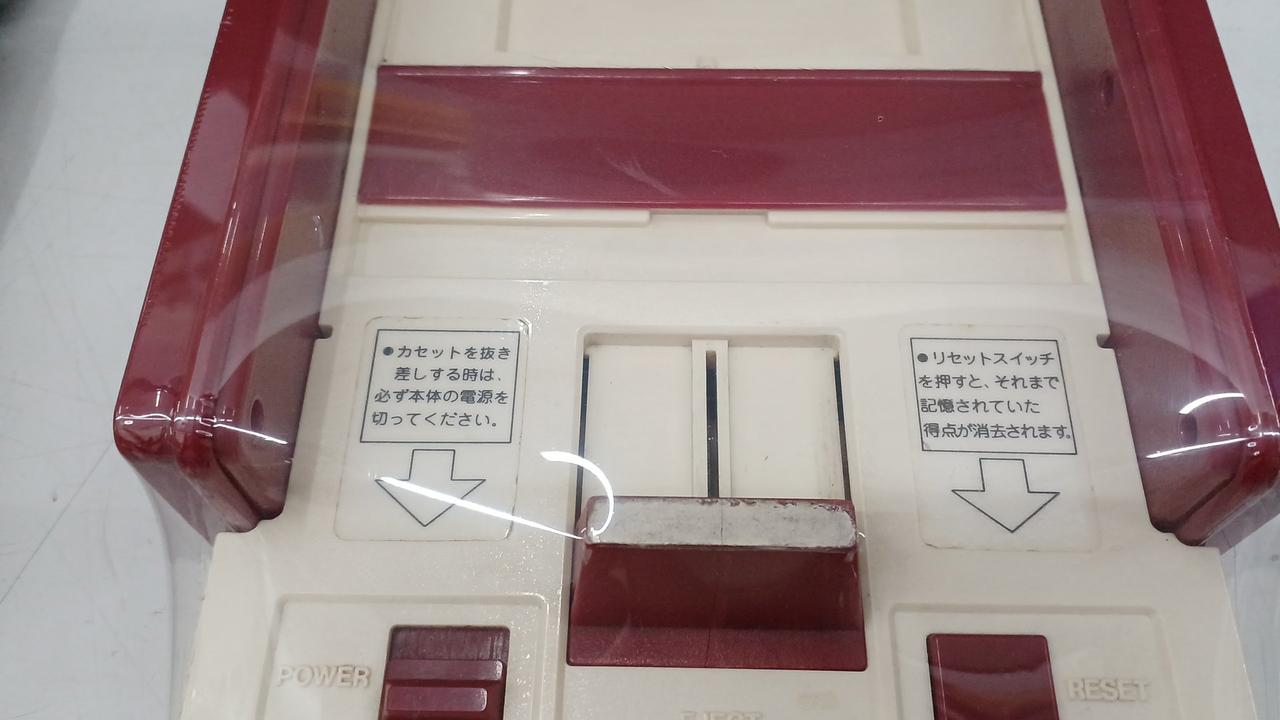 ●カセットを抜き
差しする時は、
必ず本体の電源を
切ってください。
●リセットスイッチ
を押すと、それまで
記憶されていた
得点が消去されます。
POWER
RESET
EJECT